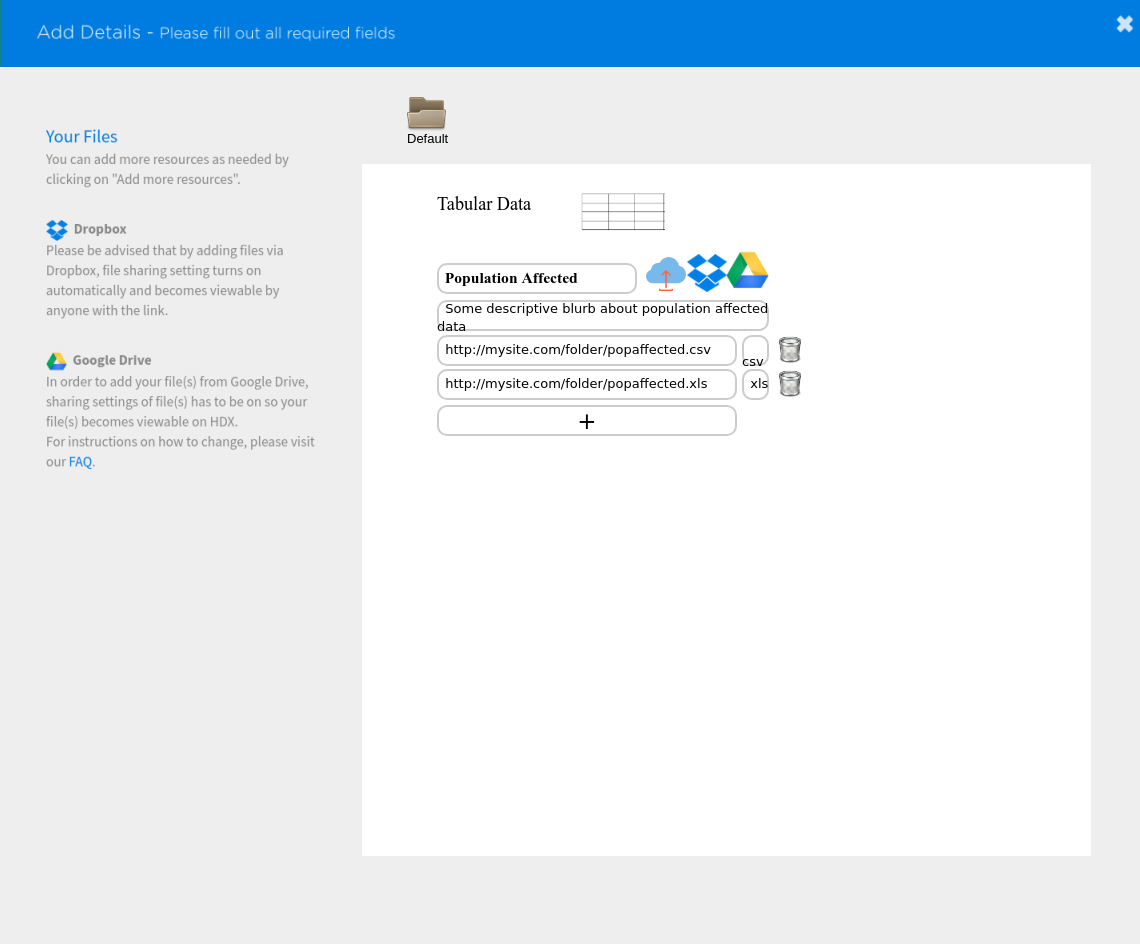 Add Details - Please fill out all required fields
Default
Your Files
You can add more resources as needed by
clicking on "Add more resources".
Dropbox
Please be advised that by adding files via
Dropbox, file sharing setting turns on
automatically and becomes viewable by
anyone with the link.
Google Drive
In order to add your file(s) from Google Drive,
sharing settings of file(s) has to be on so your
file(s) becomes viewable on HDX.
For instructions on how to change, please visit
our FAQ.
Tabular Data
Population Affected
Some descriptive blurb about population affected
data
http://mysite.com/folder/popaffected.csv
csv
http://mysite.com/folder/popaffected.xls
xls
+